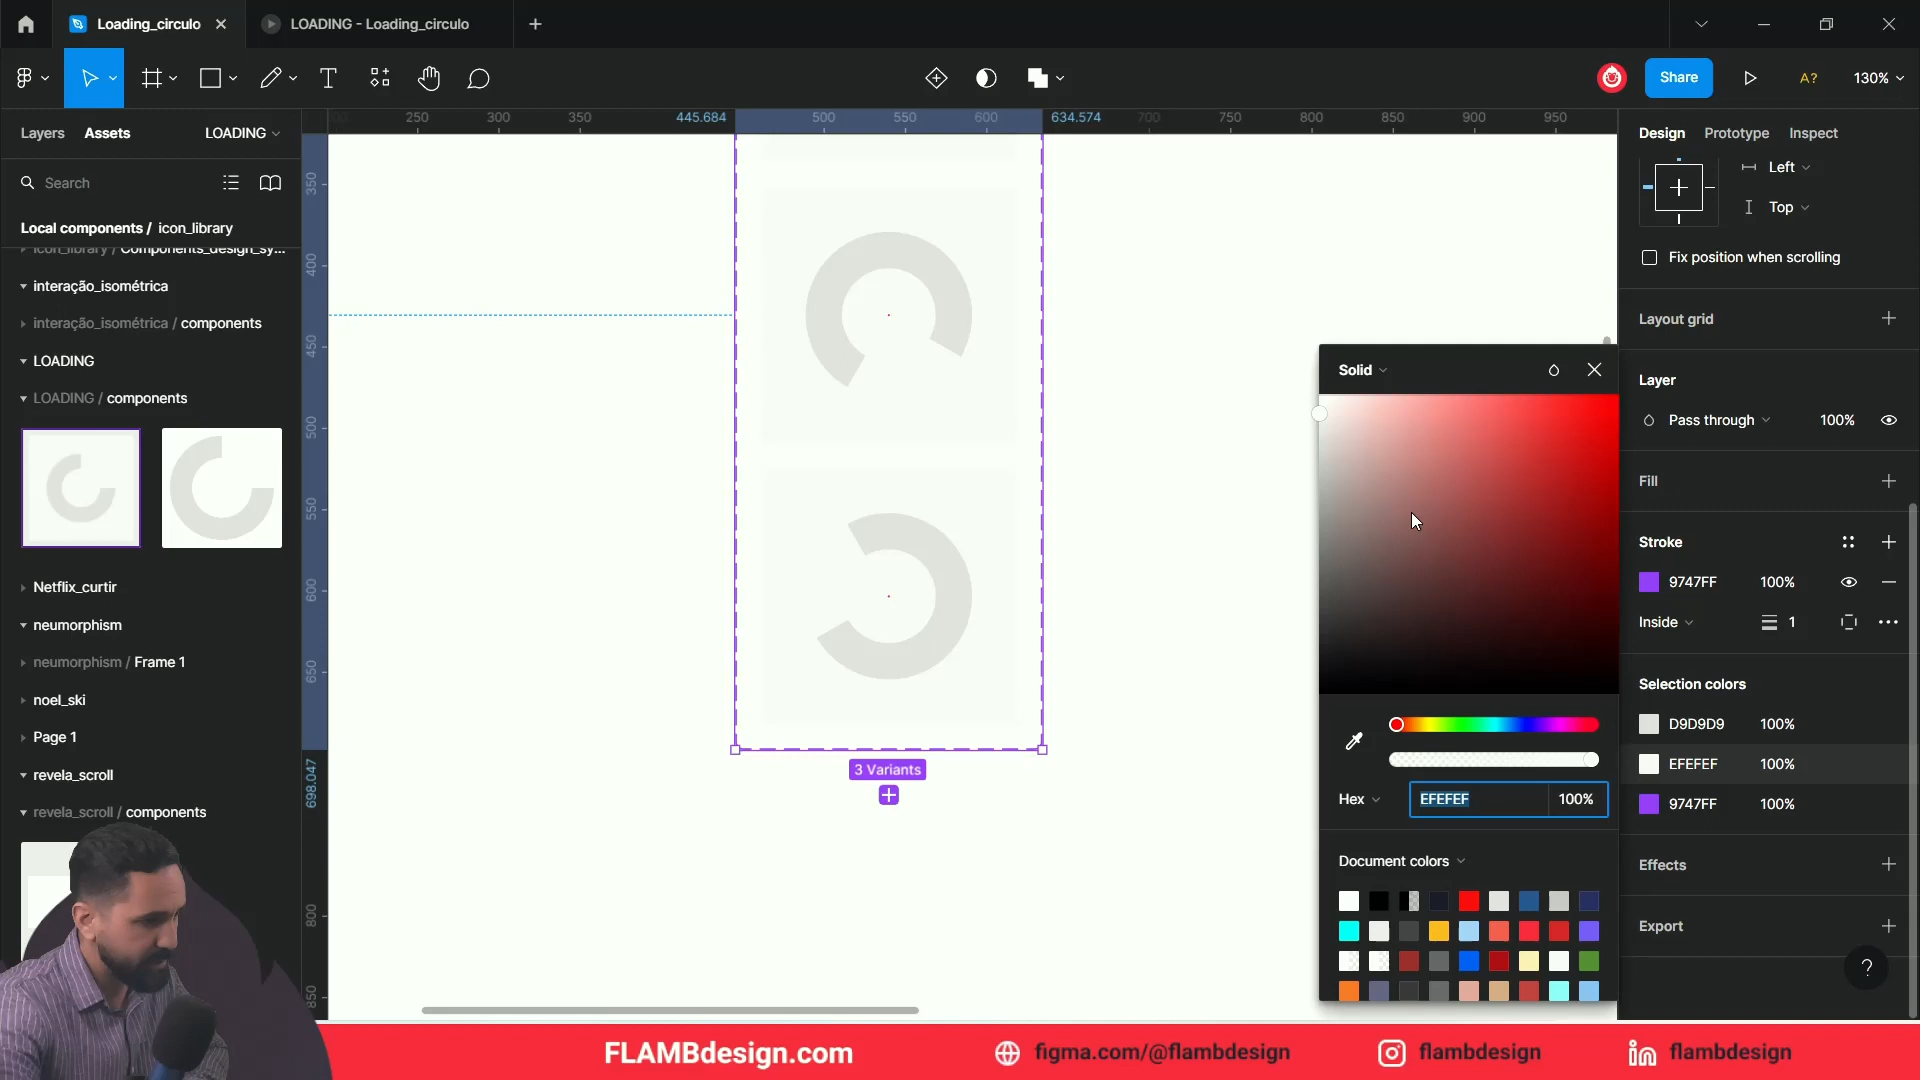 Loading_circulo
LOADING - Loading_circulo
Share
A?
130%
Layers
Assets
LOADING
Search
Local components / icon_library
icon_library / Components_design_sy...
interação_isométrica
interação_isométrica / components
LOADING
LOADING / components
Netflix_curtir
neumorphism
neumorphism / Frame 1
noel_ski
Page 1
revela_scroll
revela_scroll / components
250
300
350
445.684
500
550
600
634.574
700
750
800
850
900
950
350
400
450
500
550
600
650
698.047
800
850
3 Variants
Solid
Hex
EFEFEF
100%
Document colors
Design
Prototype
Inspect
Left
Top
Fix position when scrolling
Layout grid
Layer
Pass through
100%
Fill
Stroke
9747FF
100%
Inside
1
Selection colors
D9D9D9
100%
EFEFEF
100%
9747FF
100%
Effects
Export
?
FLAMBdesign.com
figma.com/@flambdesign
flambdesign
flambdesign